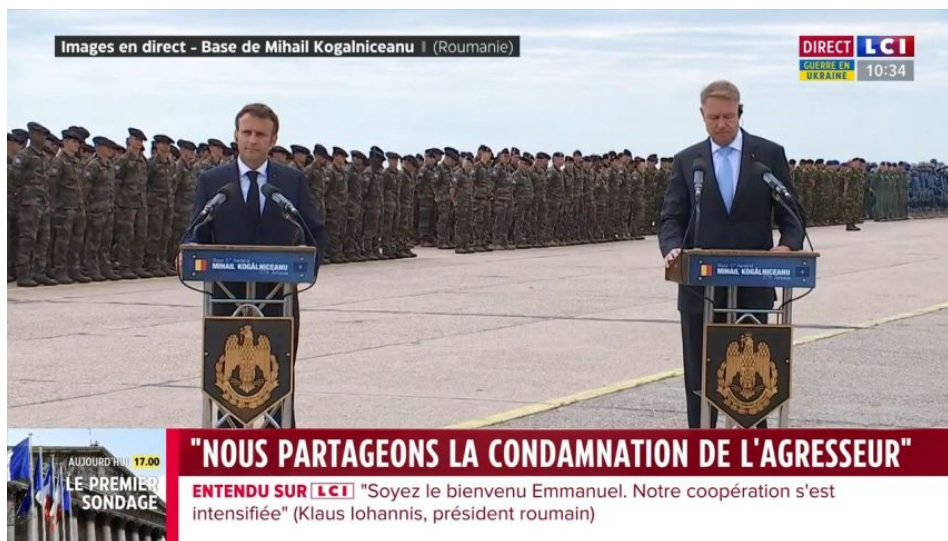 Images en direct - Base de Mihail Kogalniceanu | (Roumanie)
DIRECT LCI
GUERRE EN
UKRAINE
10:34
MIHAIL KOGĂLNICEANU
MIHAIL KOGĂLNICEANU
AUJOURD'HUI 17.00
LE PREMIER
SONDAGE
"NOUS PARTAGEONS LA CONDAMNATION DE L'AGRESSEUR"
ENTENDU SUR LCI "Soyez le bienvenu Emmanuel. Notre coopération s'est
intensifiée" (Klaus Iohannis, président roumain)